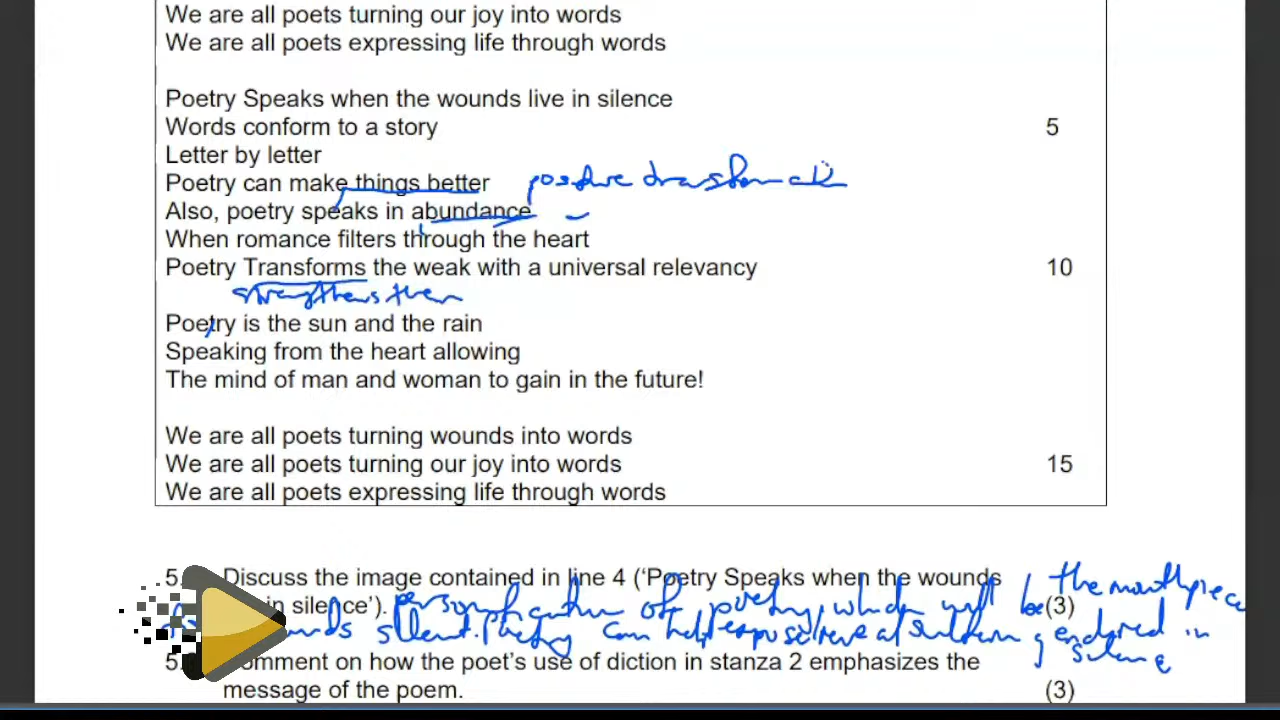 We are all poets turning our joy into words
We are all poets expressing life through words
Poetry Speaks when the wounds live in silence
Words conform to a story 5
Letter by letter
Poetry can make things better positive
Also, poetry speaks in abundance
When romance filters through the heart
Poetry Transforms the weak with a universal relevancy 10
strengthens them
Poetry is the sun and the rain
Speaking from the heart allowing
The mind of man and woman to gain in the future!
We are all poets turning wounds into words
We are all poets turning our joy into words 15
We are all poets expressing life through words
5. Discuss the image contained in line 4 (‘Poetry Speaks when the wounds
in silence’). personification of poetry, which will be the mouthpiece (3)
silent. Poetry can help expose/reveal suffering endured in
silence
5. omment on how the poet's use of diction in stanza 2 emphasizes the
message of the poem. (3)